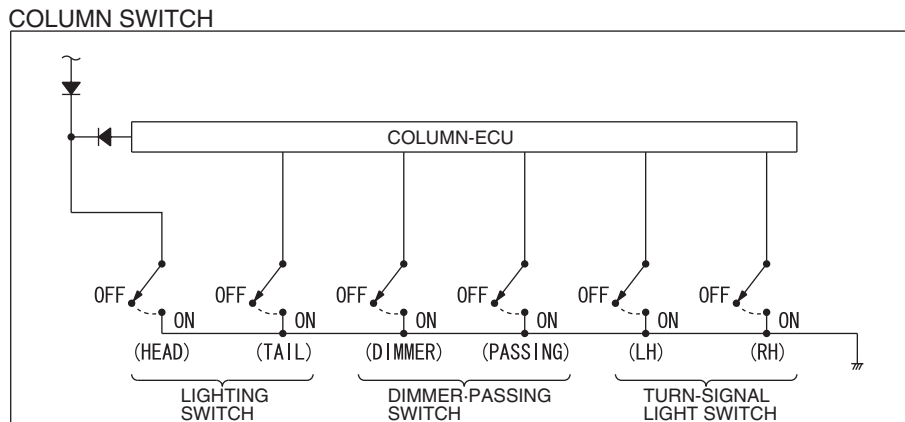 COLUMN SWITCH
COLUMN-ECU
OFF OFF OFF OFF OFF OFF
ON ON ON ON ON ON
(HEAD) (TAIL) (DIMMER) (PASSING) (LH) (RH)
LIGHTING SWITCH
DIMMER·PASSING SWITCH
TURN-SIGNAL LIGHT SWITCH